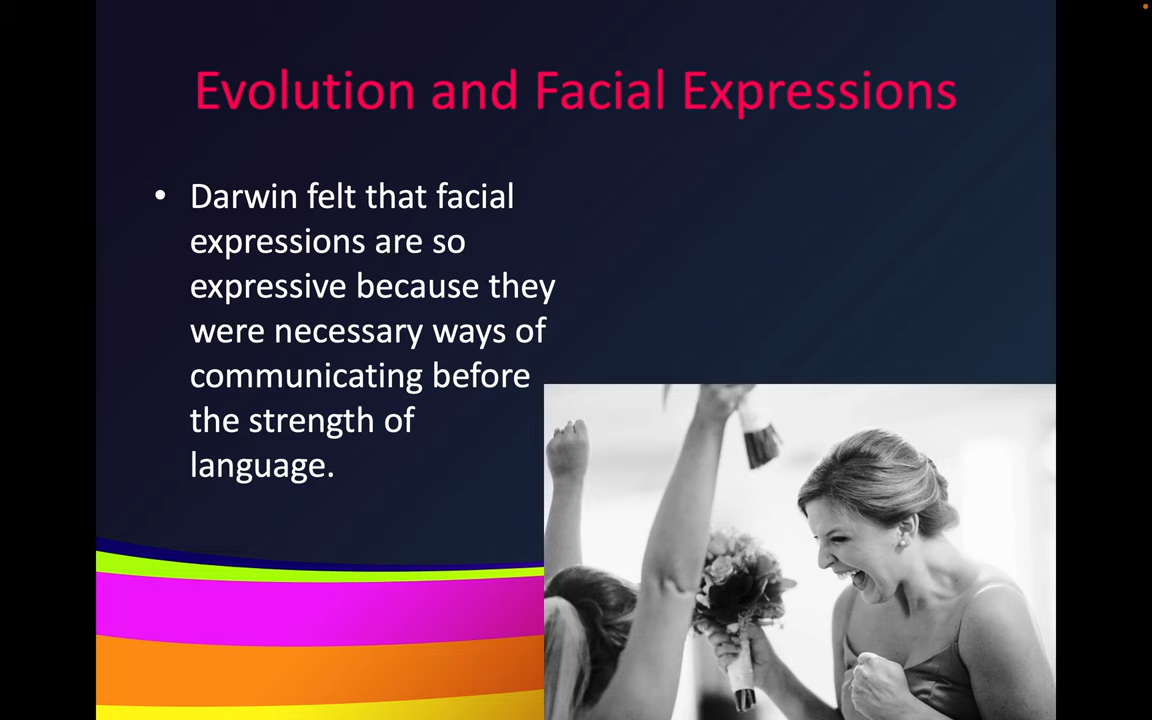 Evolution and Facial Expressions
• Darwin felt that facial
expressions are so
expressive because they
were necessary ways of
communicating before
the strength of
language.